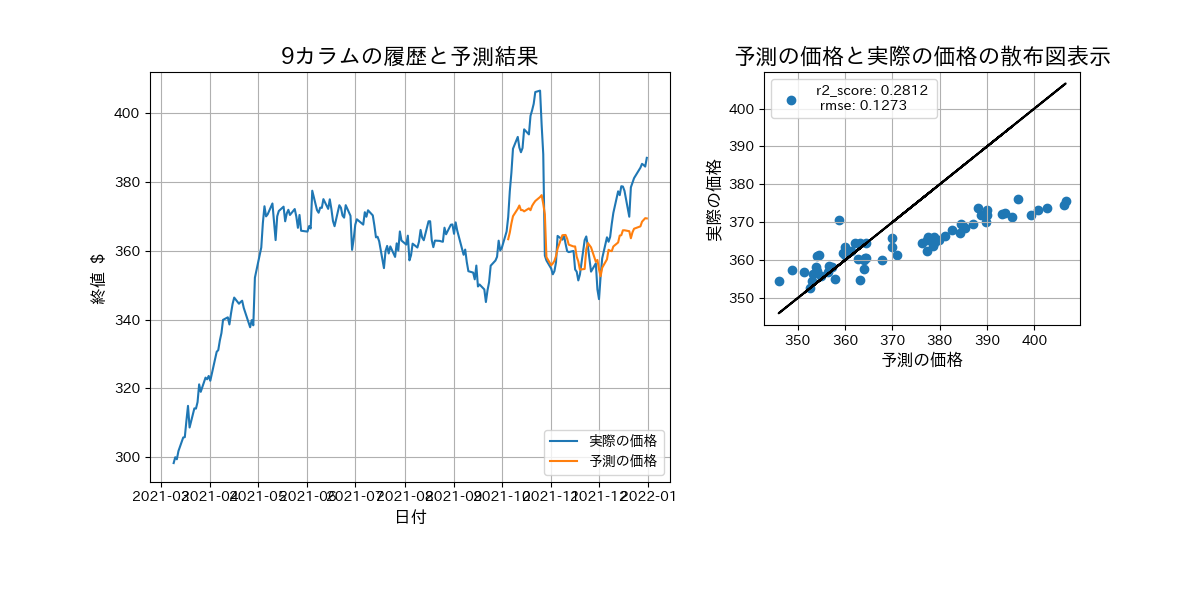 9カラムの履歴と予測結果
400
380
360
340
320
300
終値 $
2021-03
2021-04
2021-05
2021-06
2021-07
2021-08
2021-09
2021-10
2021-11
2021-12
2022-01
日付
実際の価格
予測の価格
予測の価格と実際の価格の散布図表示
r2_score: 0.2812
rmse: 0.1273
400
390
380
370
360
350
実際の価格
350
360
370
380
390
400
予測の価格